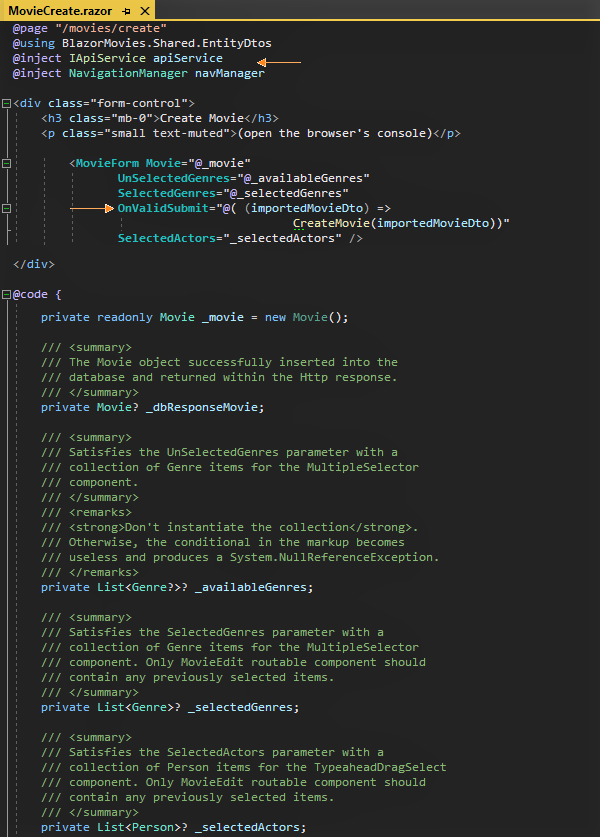 MovieCreate.razor
@page "/movies/create"
@using BlazorMovies.Shared.EntityDtos
@inject IApiService apiService
@inject NavigationManager navManager
<div class="form-control">
<h3 class="mb-0">Create Movie</h3>
<p class="small text-muted">(open the browser's console)</p>
<MovieForm Movie="@_movie"
UnSelectedGenres="@_availableGenres"
SelectedGenres="@_selectedGenres"
OnValidSubmit="@( (importedMovieDto) =>
CreateMovie(importedMovieDto))"
SelectedActors="_selectedActors" />
</div>
@code {
private readonly Movie _movie = new Movie();
/// <summary>
/// The Movie object successfully inserted into the
/// database and returned within the Http response.
/// </summary>
private Movie? _dbResponseMovie;
/// <summary>
/// Satisfies the UnSelectedGenres parameter with a
/// collection of Genre items for the MultipleSelector
/// component.
/// </summary>
/// <remarks>
/// <strong>Don't instantiate the collection</strong>.
/// Otherwise, the conditional in the markup becomes
/// useless and produces a System.NullReferenceException.
/// </remarks>
private List<Genre?>? _availableGenres;
/// <summary>
/// Satisfies the SelectedGenres parameter with a
/// collection of Genre items for the MultipleSelector
/// component. Only MovieEdit routable component should
/// contain any previously selected items.
/// </summary>
private List<Genre>? _selectedGenres;
/// <summary>
/// Satisfies the SelectedActors parameter with a
/// collection of Person items for the TypeaheadDragSelect
/// component. Only MovieEdit routable component should
/// contain any previously selected items.
/// </summary>
private List<Person>? _selectedActors;